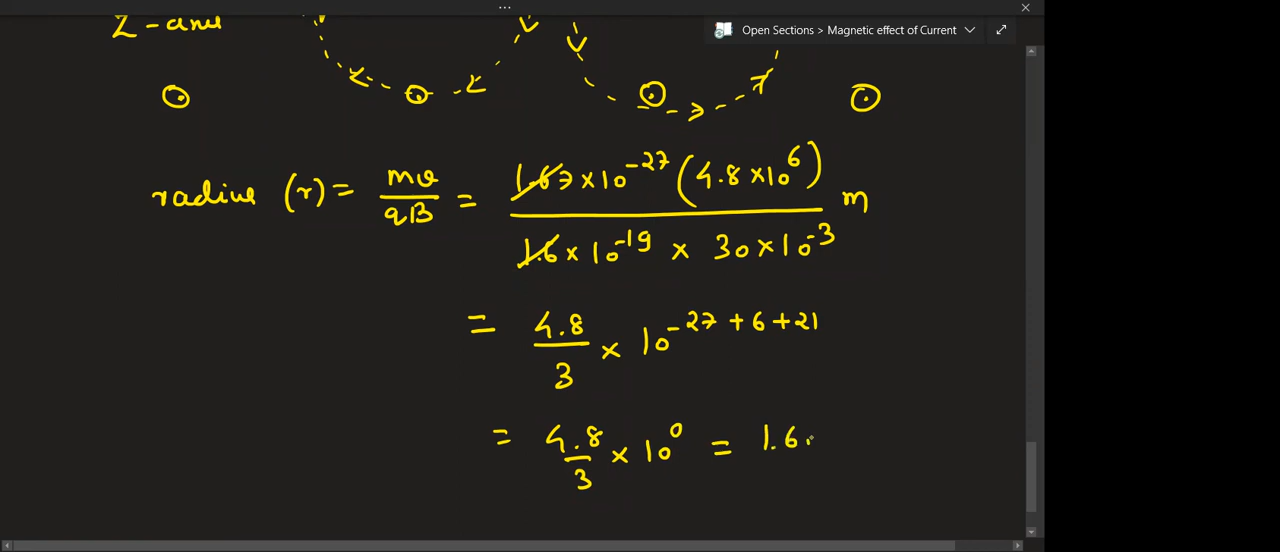 ...
Z-axis
Open Sections > Magnetic effect of Current
radius (r) = mv/qB = 1.67 × 10^-27 (4.8 × 10^6) / 1.6 × 10^-19 × 30 × 10^-3 m
= 4.8/3 × 10^-27 + 6 + 21
= 4.8/3 × 10^0 = 1.6